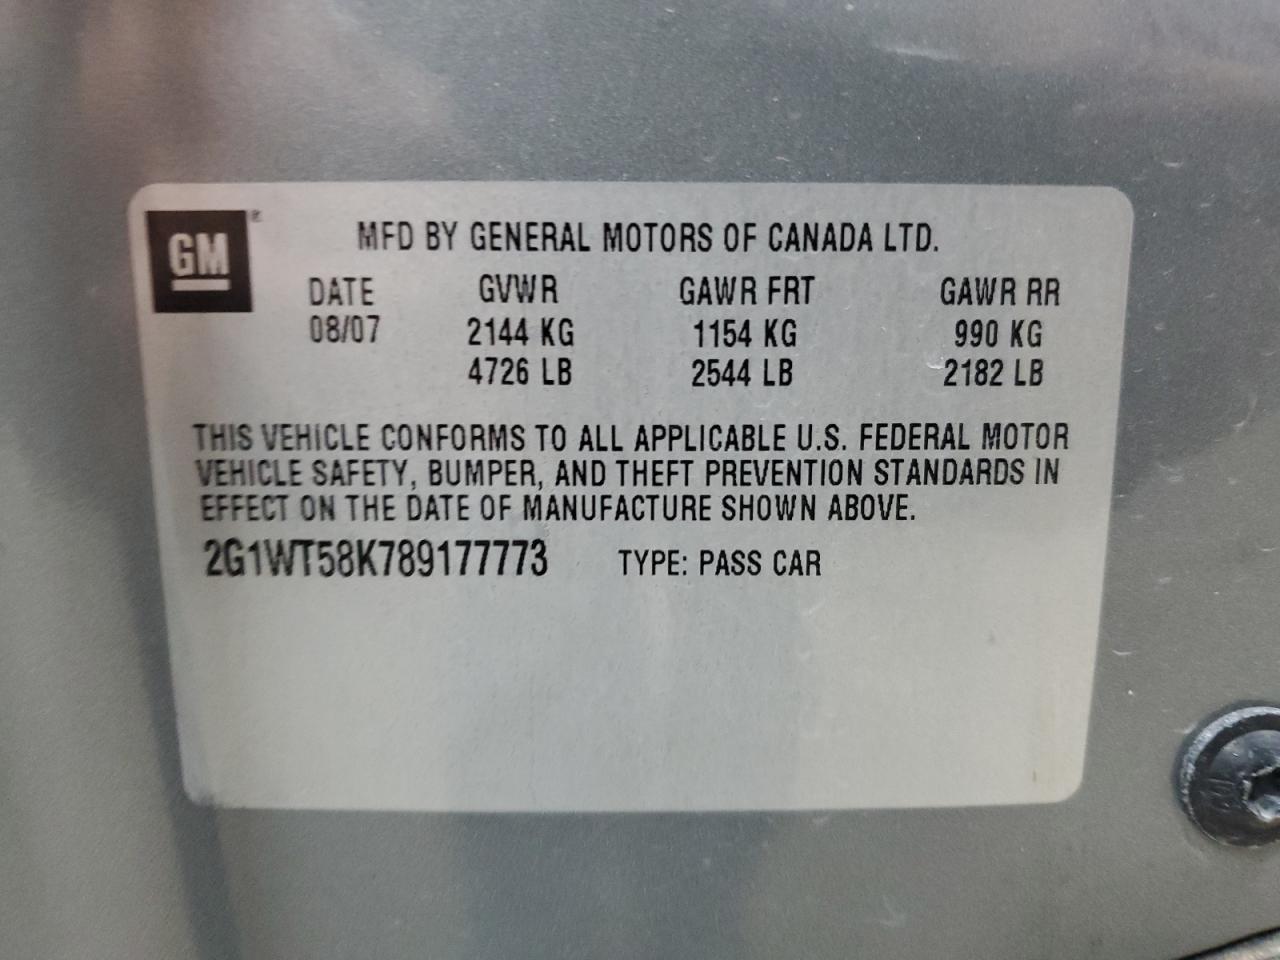 GM ®
MFD BY GENERAL MOTORS OF CANADA LTD.
DATE GVWR GAWR FRT GAWR RR
08/07 2144 KG 1154 KG 990 KG
4726 LB 2544 LB 2182 LB
THIS VEHICLE CONFORMS TO ALL APPLICABLE U.S. FEDERAL MOTOR
VEHICLE SAFETY, BUMPER, AND THEFT PREVENTION STANDARDS IN
EFFECT ON THE DATE OF MANUFACTURE SHOWN ABOVE.
2G1WT58K789177773 TYPE: PASS CAR